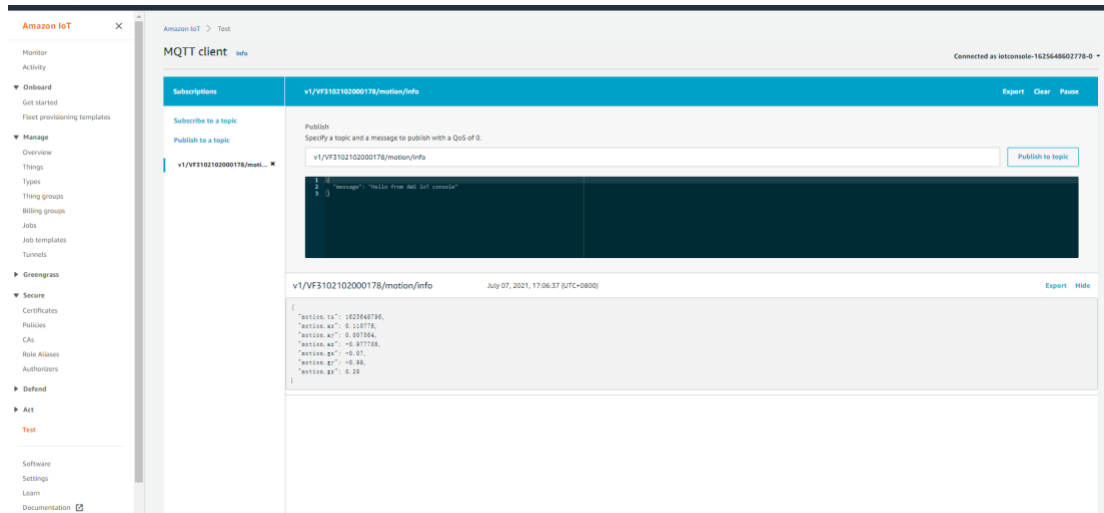 Amazon IoT
Monitor
Activity
Onboard
Get started
Fleet provisioning templates
Manage
Overview
Things
Types
Thing groups
Billing groups
Jobs
Job templates
Tunnels
Greengrass
Secure
Certificates
Policies
CAs
Role Aliases
Authorizers
Defend
Act
Test
Software
Settings
Learn
Documentation
Amazon IoT > Test
MQTT client Info
Connected as iotconsole-1625648602778-0
Subscriptions
v1/VF3102102000178/motion/info
Export Clear Pause
Subscribe to a topic
Publish to a topic
v1/VF3102102000178/moti...
Publish
Specify a topic and a message to publish with a QoS of 0.
v1/VF3102102000178/motion/info
Publish to topic
1 {
2 "message": "Hello from AWS IoT console"
3 }
v1/VF3102102000178/motion/info July 07, 2021, 17:06:37 (UTC+0800) Export Hide
{
"motion.ts": 1625648796,
"motion.ax": 0.110776,
"motion.ay": 0.007564,
"motion.az": -0.977788,
"motion.gx": -0.07,
"motion.gy": -0.98,
"motion.gz": 0.28
}